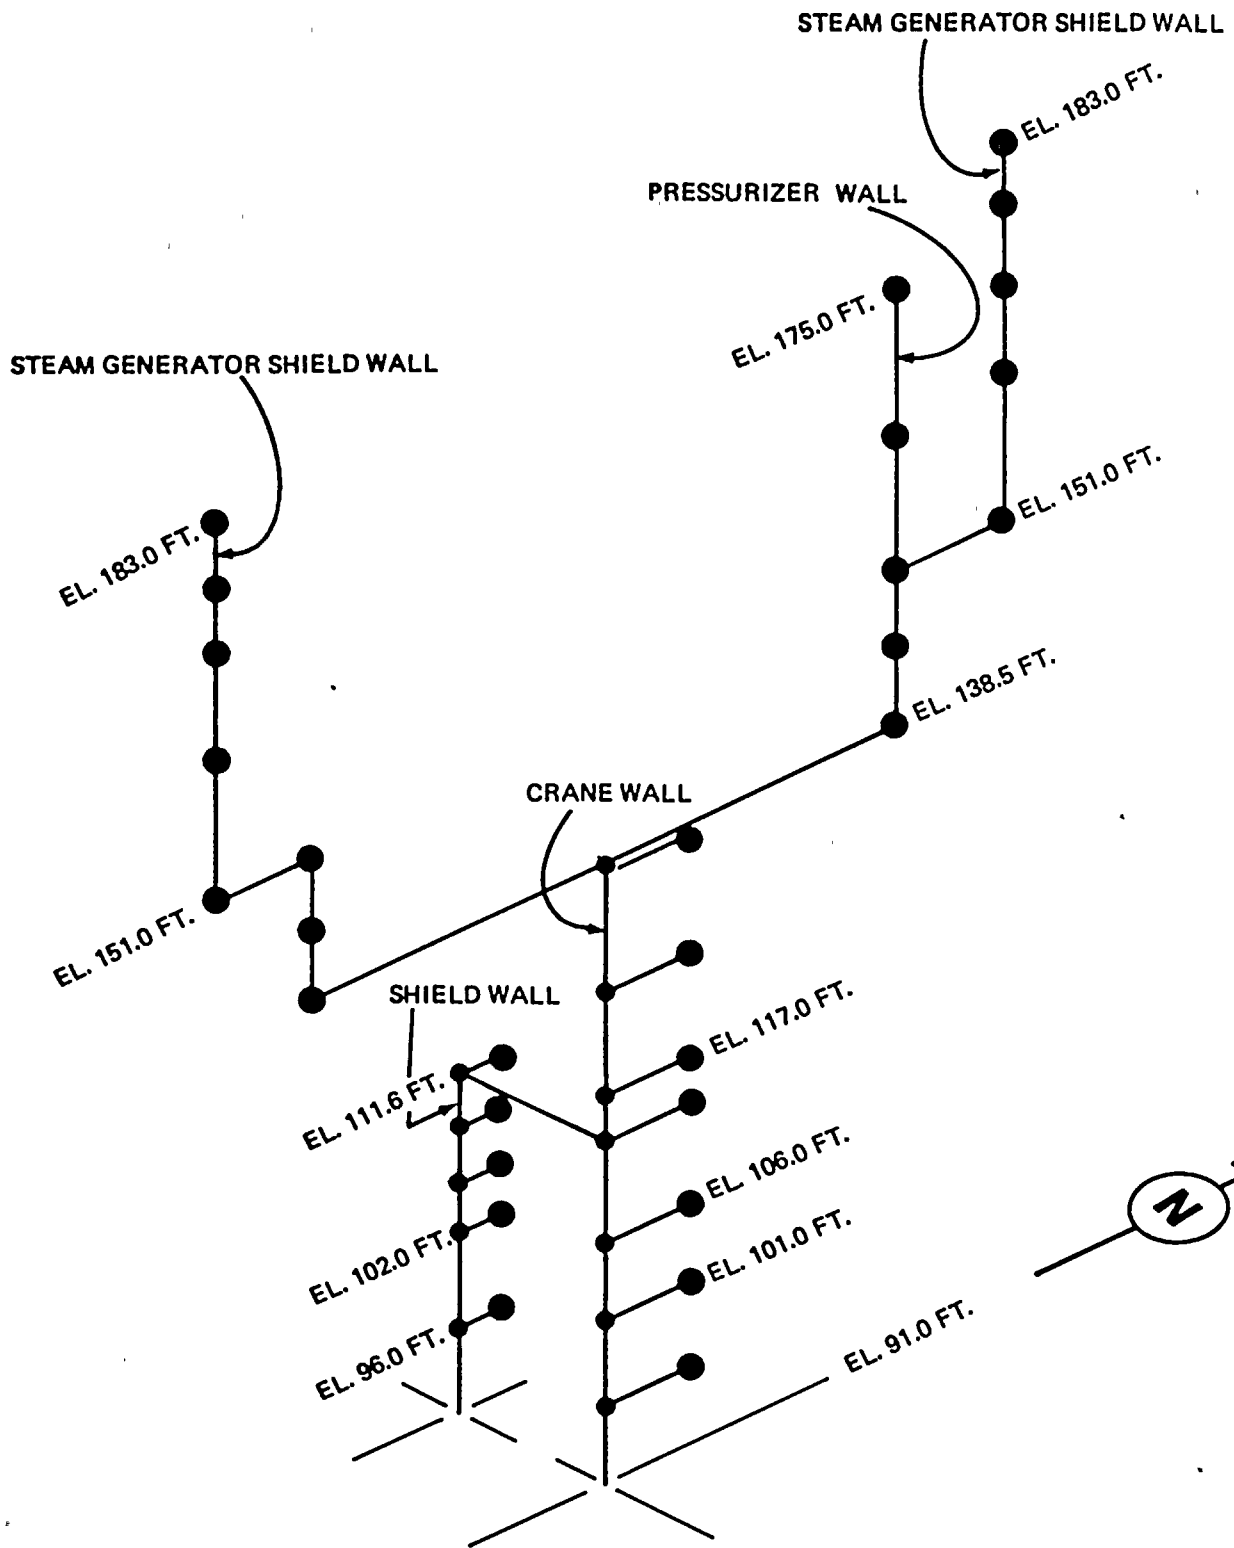 STEAM GENERATOR SHIELD WALL
EL. 183.0 FT.
PRESSURIZER WALL
EL. 175.0 FT.
STEAM GENERATOR SHIELD WALL
EL. 151.0 FT.
EL. 183.0 FT.
EL. 138.5 FT.
CRANE WALL
EL. 151.0 FT.
SHIELD WALL
EL. 117.0 FT.
EL. 111.6 FT.
EL. 106.0 FT.
N
EL. 102.0 FT.
EL. 101.0 FT.
EL. 96.0 FT.
EL. 91.0 FT.